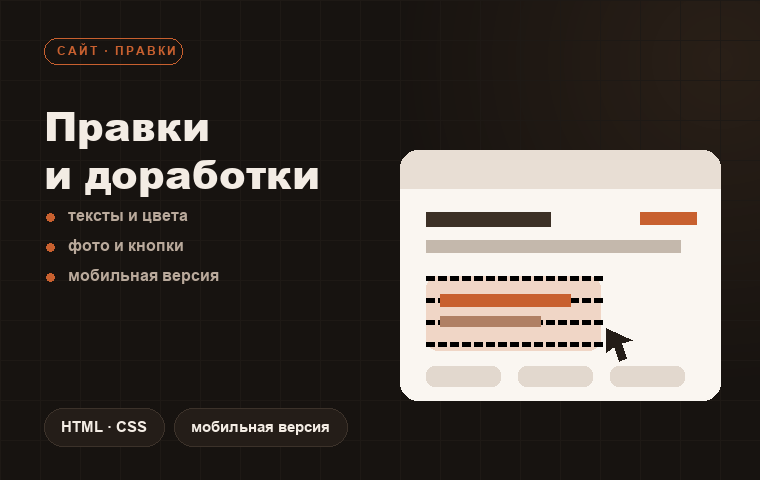 САЙТ · ПРАВКИ
Правки
и доработки
тексты и цвета
фото и кнопки
мобильная версия
HTML · CSS
мобильная версия